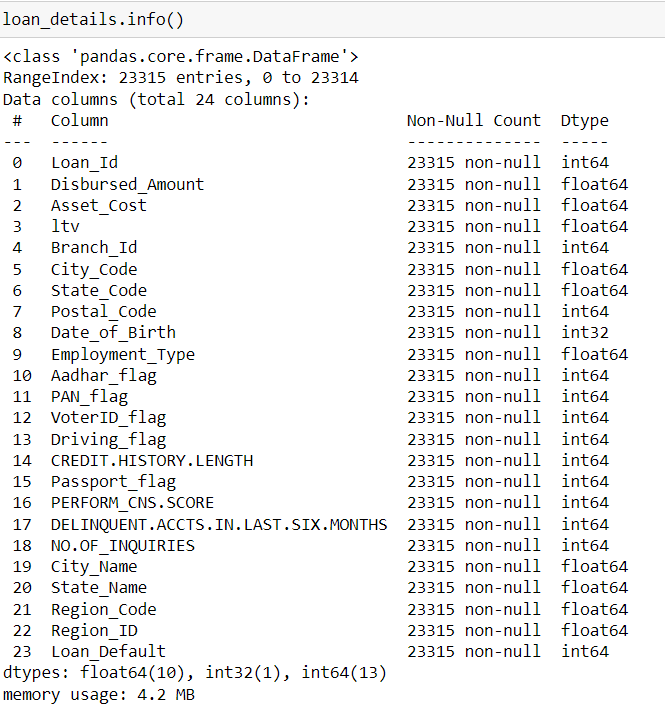 loan_details.info()
<class 'pandas.core.frame.DataFrame'>
RangeIndex: 23315 entries, 0 to 23314
Data columns (total 24 columns):
 #   Column                              Non-Null Count  Dtype
---  ------                              --------------  -----
 0   Loan_Id                             23315 non-null  int64
 1   Disbursed_Amount                    23315 non-null  float64
 2   Asset_Cost                          23315 non-null  float64
 3   ltv                                 23315 non-null  float64
 4   Branch_Id                           23315 non-null  int64
 5   City_Code                           23315 non-null  float64
 6   State_Code                          23315 non-null  float64
 7   Postal_Code                         23315 non-null  int64
 8   Date_of_Birth                       23315 non-null  int32
 9   Employment_Type                     23315 non-null  float64
 10  Aadhar_flag                         23315 non-null  int64
 11  PAN_flag                            23315 non-null  int64
 12  VoterID_flag                        23315 non-null  int64
 13  Driving_flag                        23315 non-null  int64
 14  CREDIT.HISTORY.LENGTH               23315 non-null  int64
 15  Passport_flag                       23315 non-null  int64
 16  PERFORM_CNS.SCORE                   23315 non-null  int64
 17  DELINQUENT.ACCTS.IN.LAST.SIX.MONTHS  23315 non-null  int64
 18  NO.OF_INQUIRIES                     23315 non-null  int64
 19  City_Name                           23315 non-null  float64
 20  State_Name                          23315 non-null  float64
 21  Region_Code                         23315 non-null  float64
 22  Region_ID                           23315 non-null  float64
 23  Loan_Default                        23315 non-null  int64
dtypes: float64(10), int32(1), int64(13)
memory usage: 4.2 MB